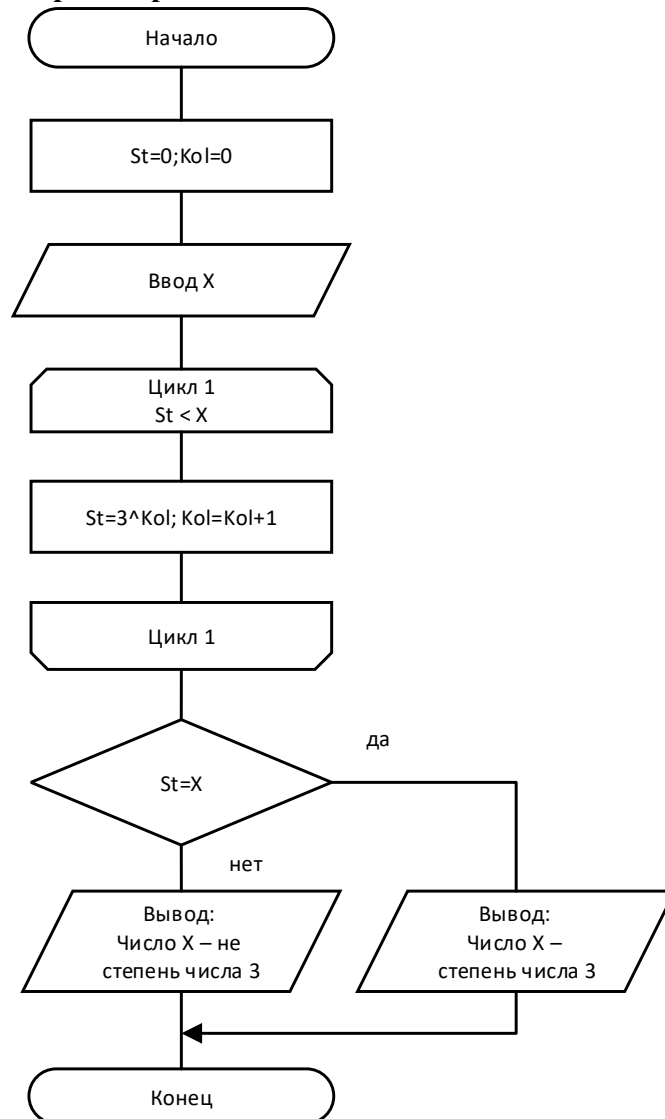 Начало
St=0;Kol=0
Ввод X
Цикл 1
St < X
St=3^Kol; Kol=Kol+1
Цикл 1
да
St=X
нет
Вывод:
Число X – не
степень числа 3
Вывод:
Число X –
степень числа 3
Конец